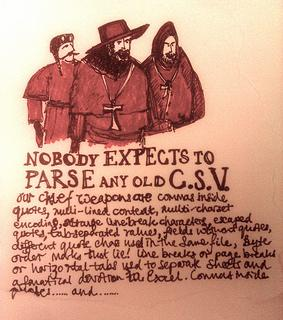 NOBODY EXPECTS TO
PARSE ANY OLD C.S.V.
our chief weapons are commas inside
quotes, multi-lined content, multi-charset
encoding, strange linebreak characters, escaped
quotes, tab separated values, fields without quotes,
different quote chars used in the same file, Byte
order marks that lie! line breaks or page breaks
or horizontal-tabs used to separate sheets and
a fanatical devotion to Excel. Commas inside
quotes...... and.......